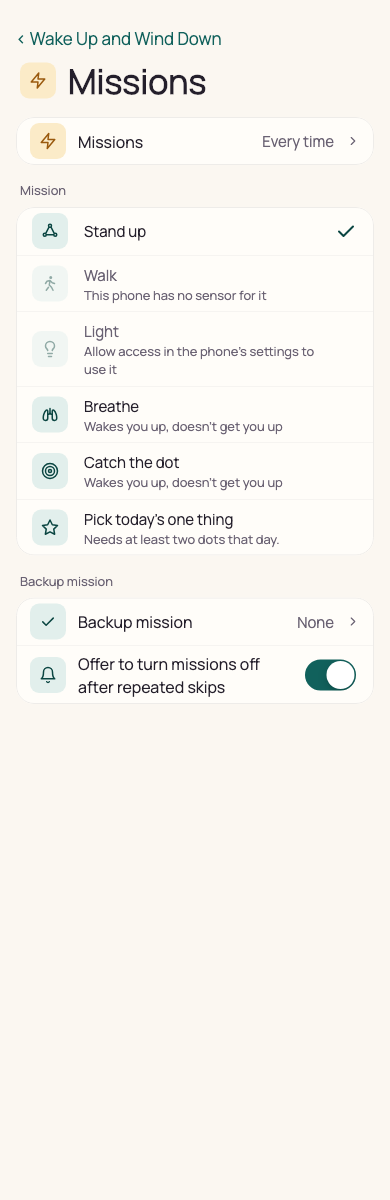 ‹ Wake Up and Wind Down
Missions
Missions
Every time
Mission
Stand up
Walk
This phone has no sensor for it
Light
Allow access in the phone's settings to
use it
Breathe
Wakes you up, doesn't get you up
Catch the dot
Wakes you up, doesn't get you up
Pick today's one thing
Needs at least two dots that day.
Backup mission
Backup mission
None
Offer to turn missions off
after repeated skips